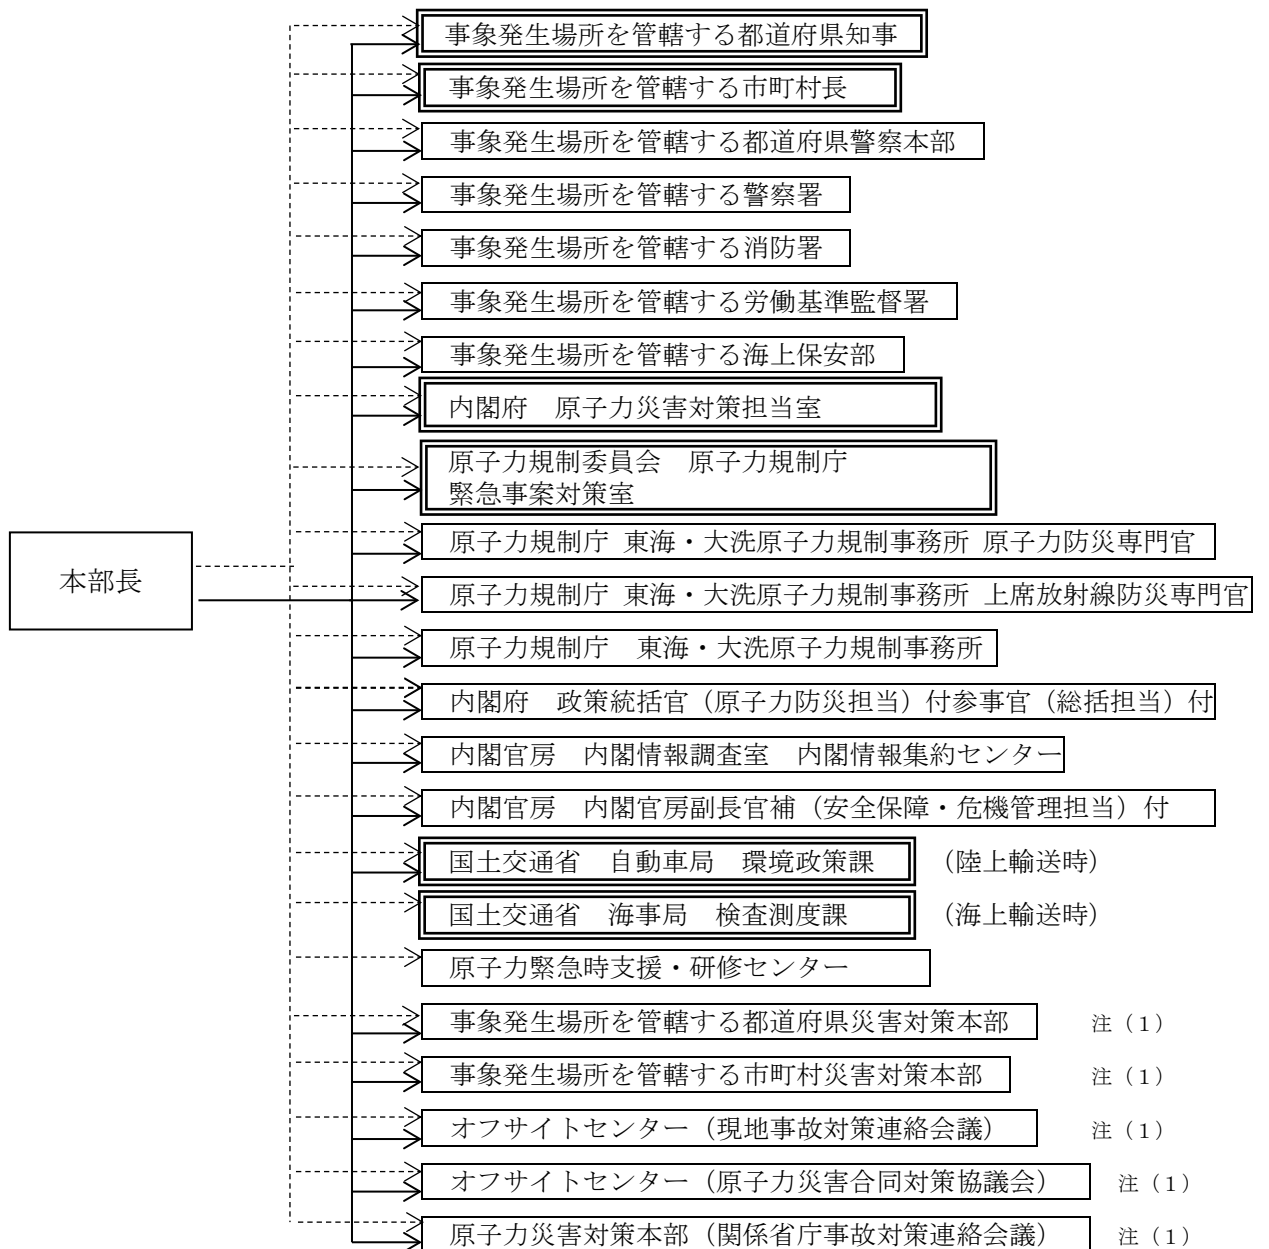 事象発生場所を管轄する都道府県知事
事象発生場所を管轄する市町村長
事象発生場所を管轄する都道府県警察本部
事象発生場所を管轄する警察署
事象発生場所を管轄する消防署
事象発生場所を管轄する労働基準監督署
事象発生場所を管轄する海上保安部
内閣府　原子力災害対策担当室
原子力規制委員会　原子力規制庁
緊急事案対策室
原子力規制庁 東海・大洗原子力規制事務所 原子力防災専門官
本部長
原子力規制庁 東海・大洗原子力規制事務所 上席放射線防災専門官
原子力規制庁　東海・大洗原子力規制事務所
内閣府　政策統括官（原子力防災担当）付参事官（総括担当）付
内閣官房　内閣情報調査室　内閣情報集約センター
内閣官房　内閣官房副長官補（安全保障・危機管理担当）付
国土交通省　自動車局　環境政策課　（陸上輸送時）
国土交通省　海事局　検査測度課　（海上輸送時）
原子力緊急時支援・研修センター
事象発生場所を管轄する都道府県災害対策本部　注（1）
事象発生場所を管轄する市町村災害対策本部　注（1）
オフサイトセンター（現地事故対策連絡会議）　注（1）
オフサイトセンター（原子力災害合同対策協議会）　注（1）
原子力災害対策本部（関係省庁事故対策連絡会議）　注（1）